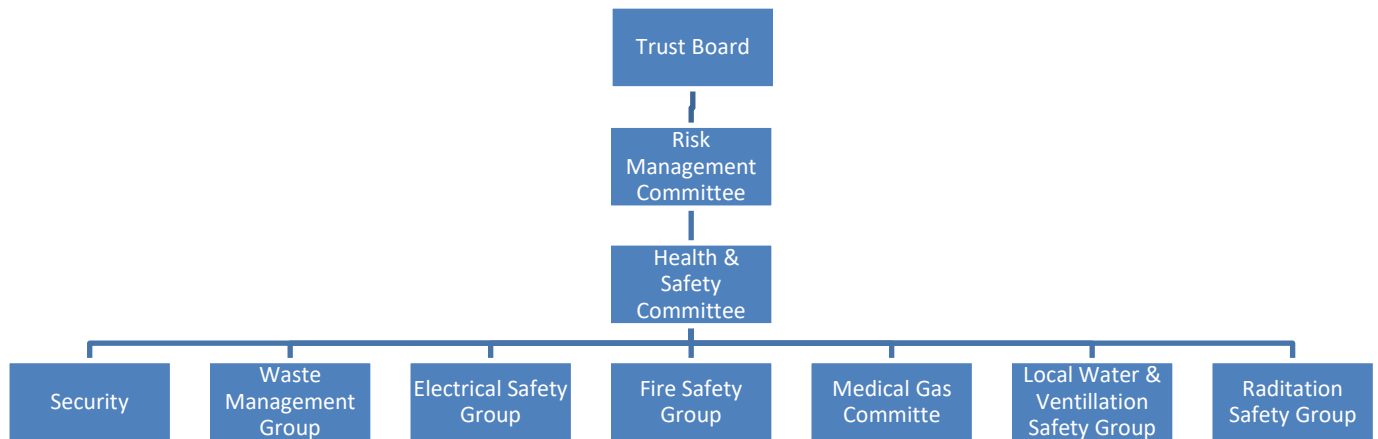 Trust Board
Risk
Management
Committee
Health &
Safety
Committee
Security
Waste
Management
Group
Electrical Safety
Group
Fire Safety
Group
Medical Gas
Committe
Local Water &
Ventillation
Safety Group
Raditation
Safety Group